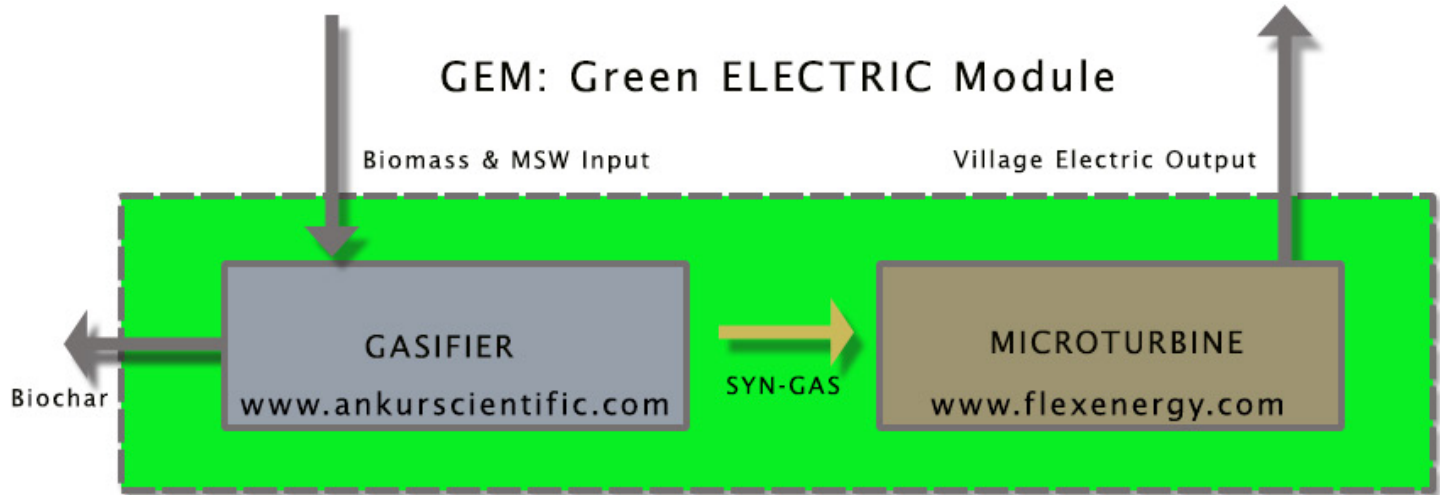 GEM: Green ELECTRIC Module
Biomass & MSW Input
Village Electric Output
GASIFIER
www.ankurscientific.com
Biochar
SYN-GAS
MICROTURBINE
www.flexenergy.com